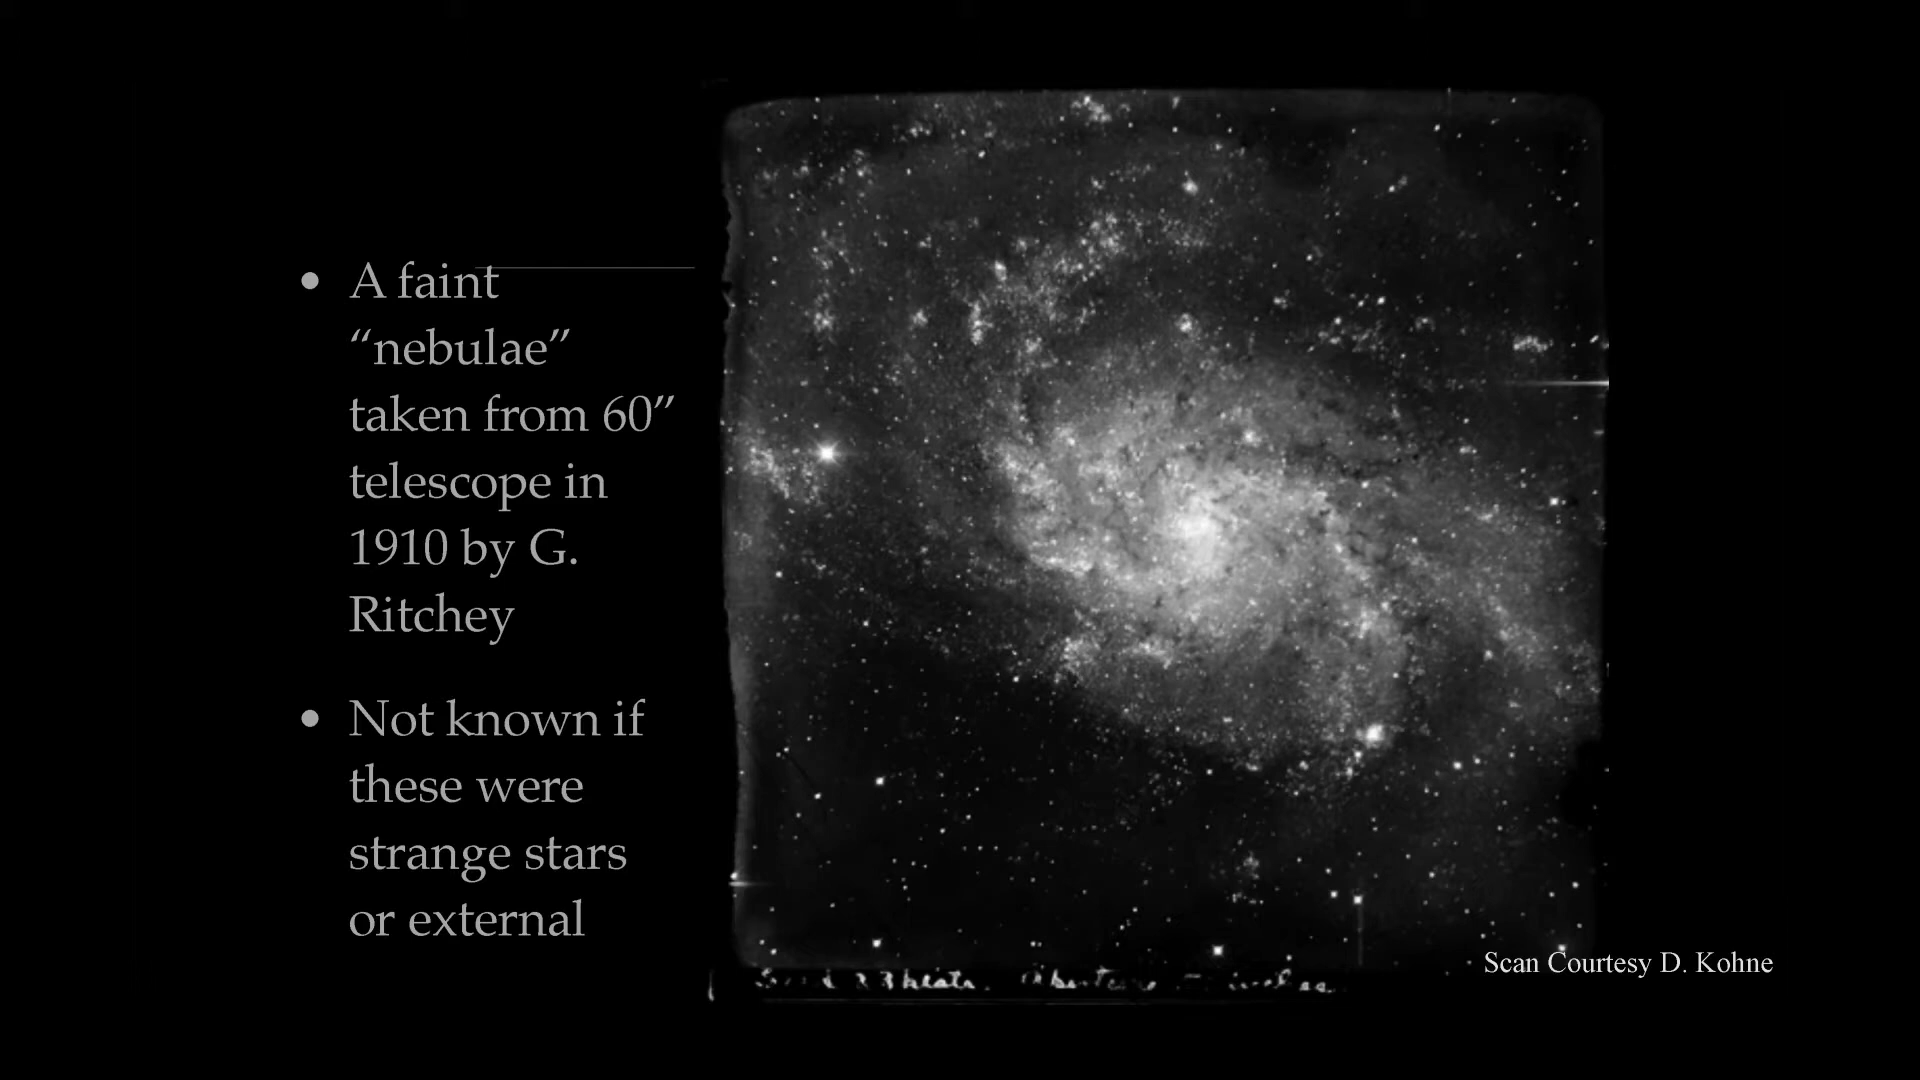 • A faint
“nebulae”
taken from 60”
telescope in
1910 by G.
Ritchey
• Not known if
these were
strange stars
or external
Scan Courtesy D. Kohne